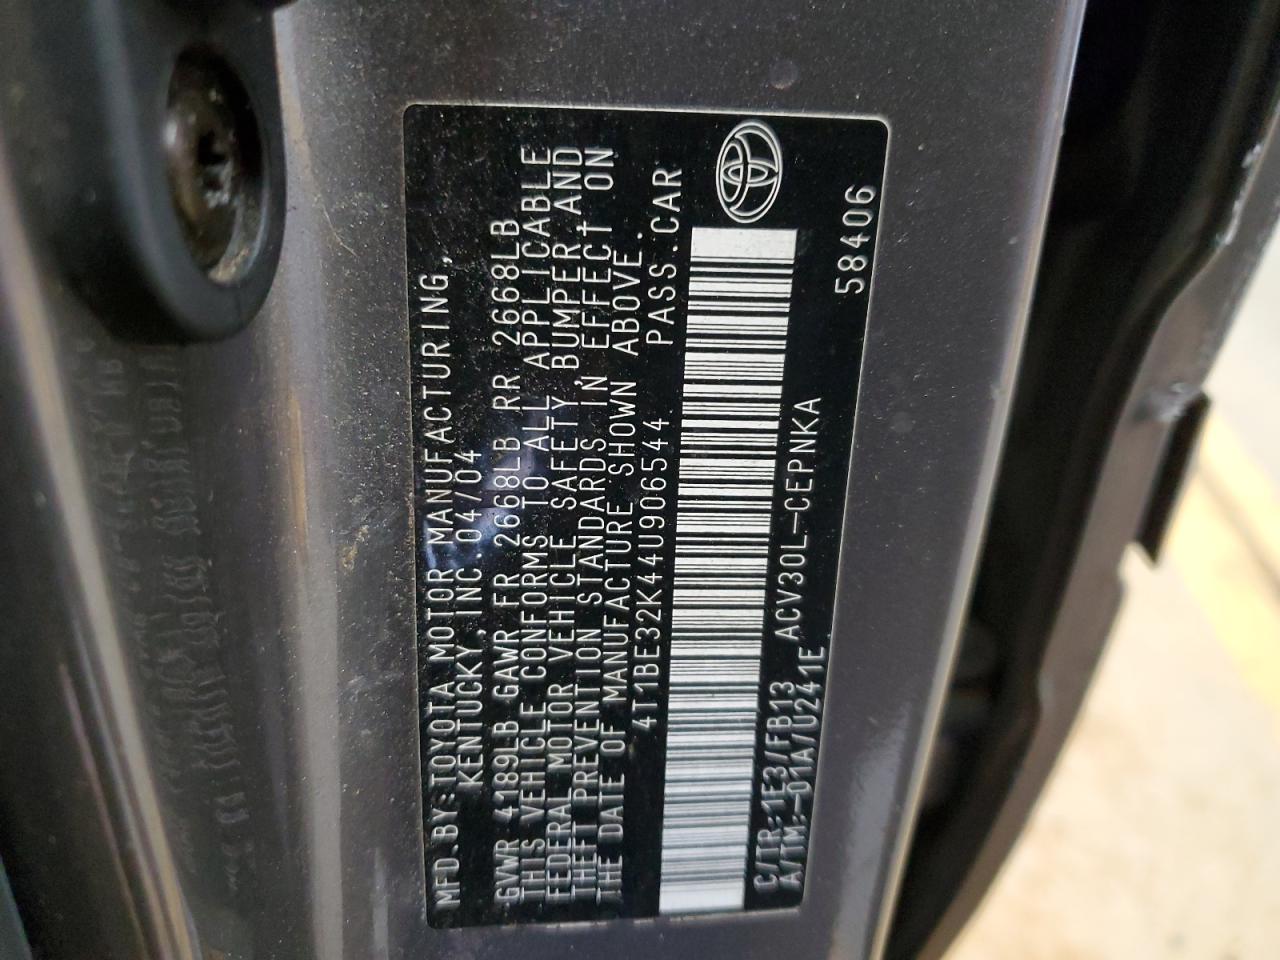 MFD.BY:TOYOTA MOTOR MANUFACTURING,
KENTUCKY, INC. 04/04
GVWR 4189LB GAWR FR 2668LB RR 2668LB
THIS VEHICLE CONFORMS TO ALL APPLICABLE
FEDERAL MOTOR VEHICLE SAFETY, BUMPER, AND
THEFT PREVENTION STANDARDS IN EFFECT ON
THE DATE OF MANUFACTURE SHOWN ABOVE.
4T1BE32K44U906544 PASS.CAR
C/TR:1E3/FB13 ACV30L-CEPNKA
A/TM:-01A/U241E 58406